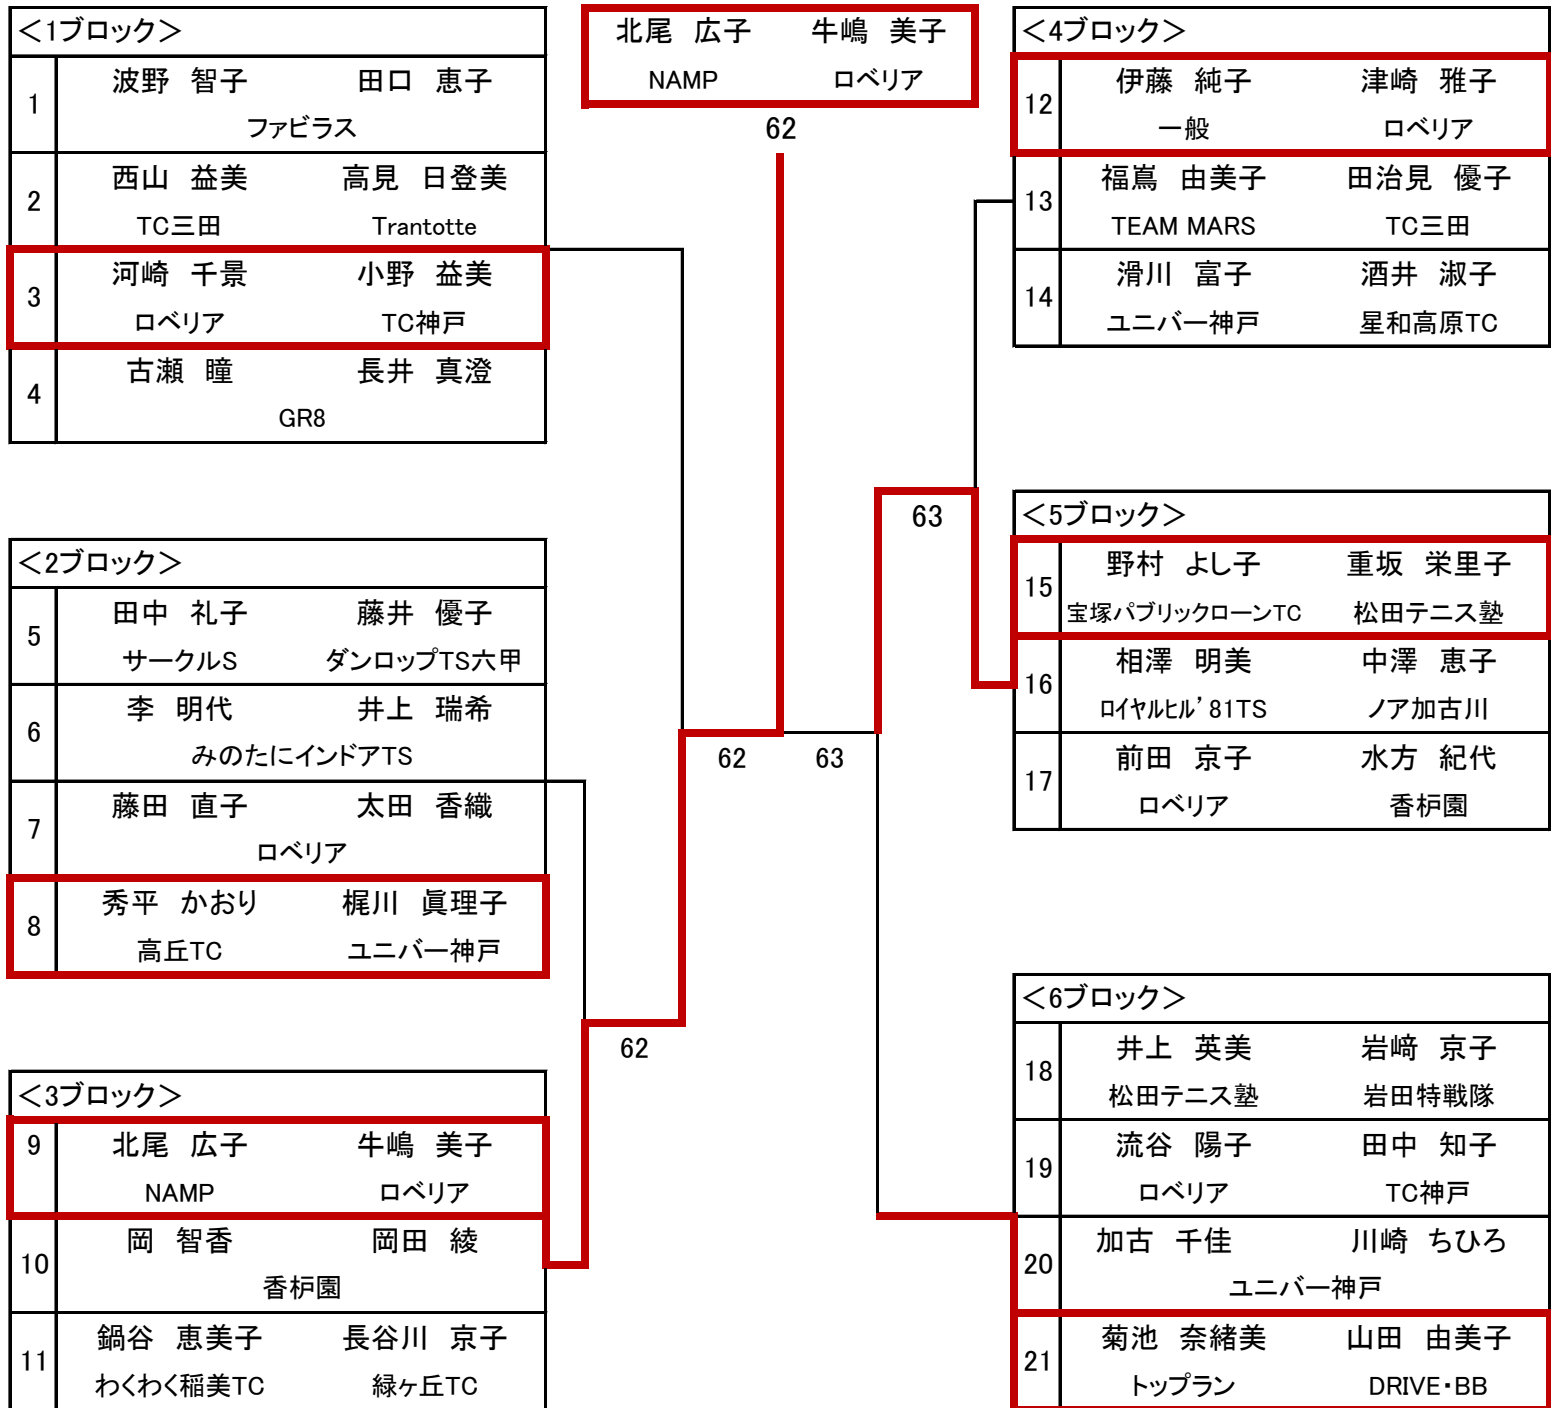 北尾 広子 牛嶋 美子
NAMP ロベリア
62
<1ブロック>
1 波野 智子 田口 恵子
ファビラス
2 西山 益美 高見 日登美
TC三田 Trantotte
3 河崎 千景 小野 益美
ロベリア TC神戸
4 古瀬 瞳 長井 真澄
GR8
<2ブロック>
5 田中 礼子 藤井 優子
サークルS ダンロップTS六甲
6 李 明代 井上 瑞希
みのたにインドアTS
7 藤田 直子 太田 香織
ロベリア
8 秀平 かおり 梶川 眞理子
高丘TC ユニバー神戸
<3ブロック>
9 北尾 広子 牛嶋 美子
NAMP ロベリア
10 岡 智香 岡田 綾
香枦園
11 鍋谷 恵美子 長谷川 京子
わくわく稲美TC 緑ヶ丘TC
62
62 63
63
<4ブロック>
12 伊藤 純子 津崎 雅子
一般 ロベリア
13 福嶌 由美子 田治見 優子
TEAM MARS TC三田
14 滑川 富子 酒井 淑子
ユニバー神戸 星和高原TC
<5ブロック>
15 野村 よし子 重坂 栄里子
宝塚パブリックローンTC 松田テニス塾
16 相澤 明美 中澤 恵子
ﾛｲﾔﾙﾋﾙ’81TS ノア加古川
17 前田 京子 水方 紀代
ロベリア 香枦園
<6ブロック>
18 井上 英美 岩﨑 京子
松田テニス塾 岩田特戦隊
19 流谷 陽子 田中 知子
ロベリア TC神戸
20 加古 千佳 川崎 ちひろ
ユニバー神戸
21 菊池 奈緒美 山田 由美子
トップラン DRIVE・BB